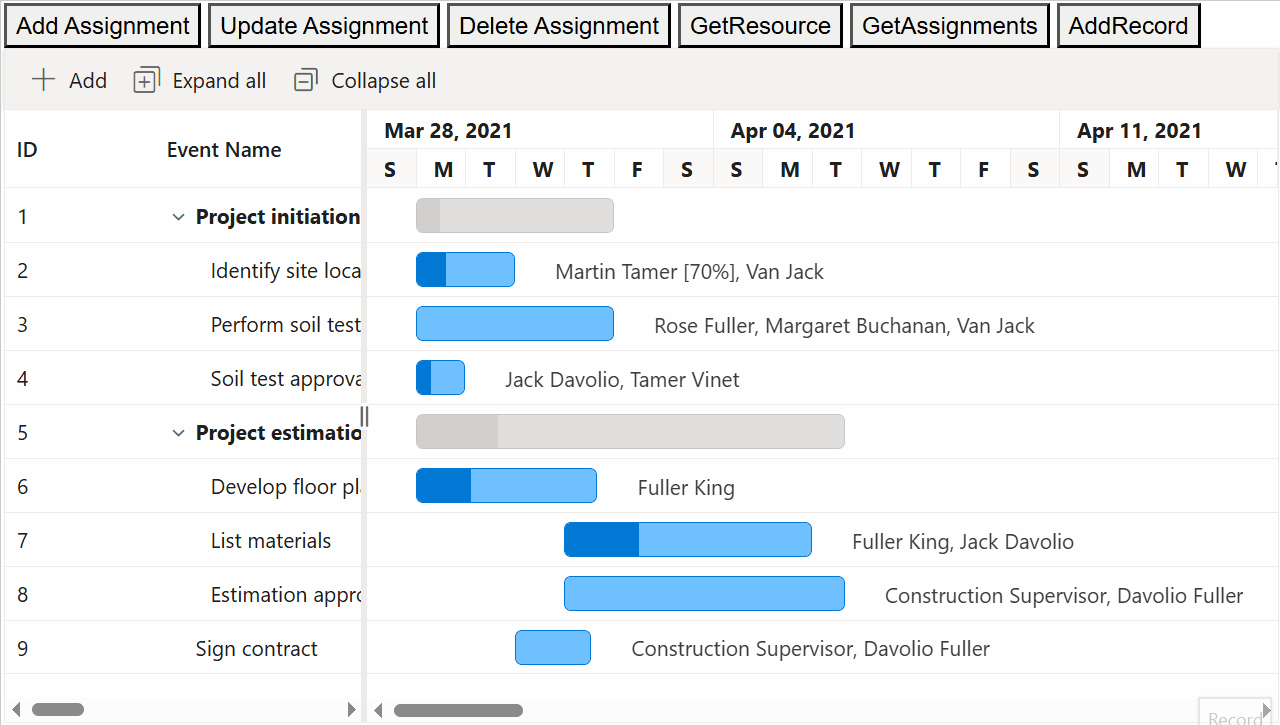 Add Assignment Update Assignment Delete Assignment GetResource GetAssignments AddRecord
Add Expand all Collapse all
ID Event Name Mar 28, 2021 Apr 04, 2021 Apr 11, 2021
S M T W T F S S M T W T F S S M T W
1 Project initiation
2 Identify site loca Martin Tamer [70%], Van Jack
3 Perform soil test Rose Fuller, Margaret Buchanan, Van Jack
4 Soil test approva Jack Davolio, Tamer Vinet
5 Project estimatio
6 Develop floor pla Fuller King
7 List materials Fuller King, Jack Davolio
8 Estimation appro Construction Supervisor, Davolio Fuller
9 Sign contract Construction Supervisor, Davolio Fuller
Record